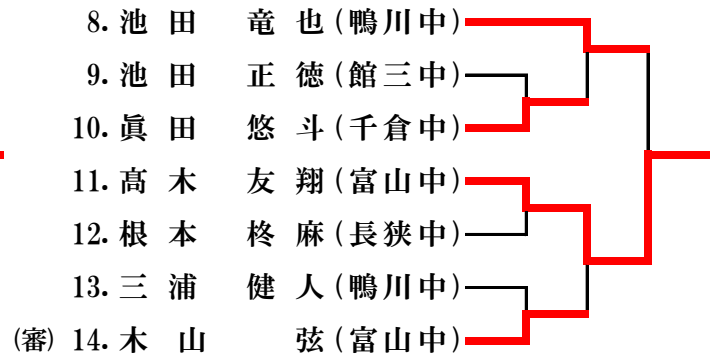 8. 池田 竜也(鴨川中)
9. 池田 正徳(館三中)
10. 眞田 悠斗(千倉中)
11. 髙木 友翔(富山中)
12. 根本 柊麻(長狭中)
13. 三浦 健人(鴨川中)
(審) 14. 木山 弦(富山中)